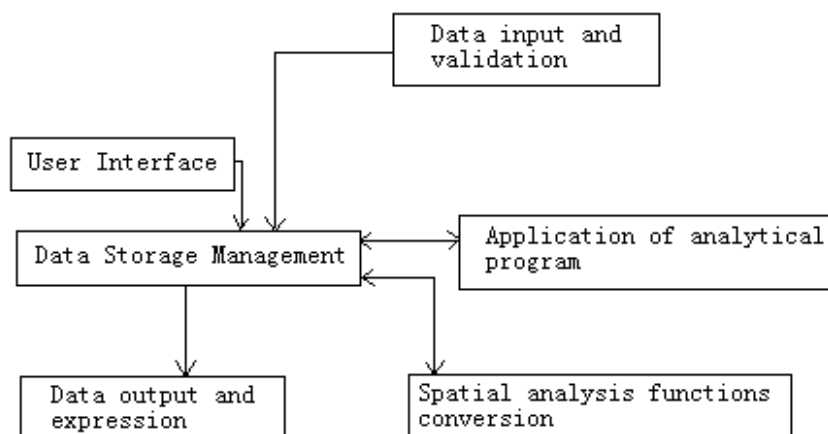 Data input and
validation
User Interface
Data Storage Management
Application of analytical
program
Data output and
expression
Spatial analysis functions
conversion